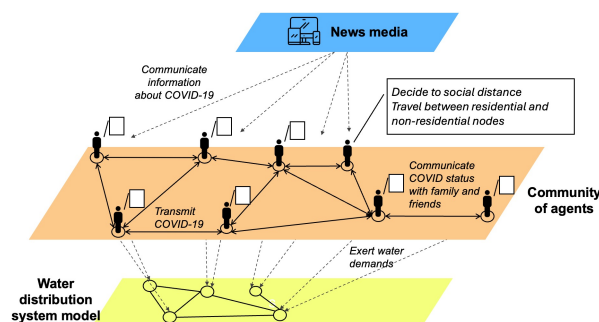 News media
Communicate
information
about COVID-19
Decide to social distance
Travel between residential and
non-residential nodes
Communicate
COVID status
with family and
friends
Community
of agents
Transmit
COVID-19
Exert water
demands
Water
distribution
system model